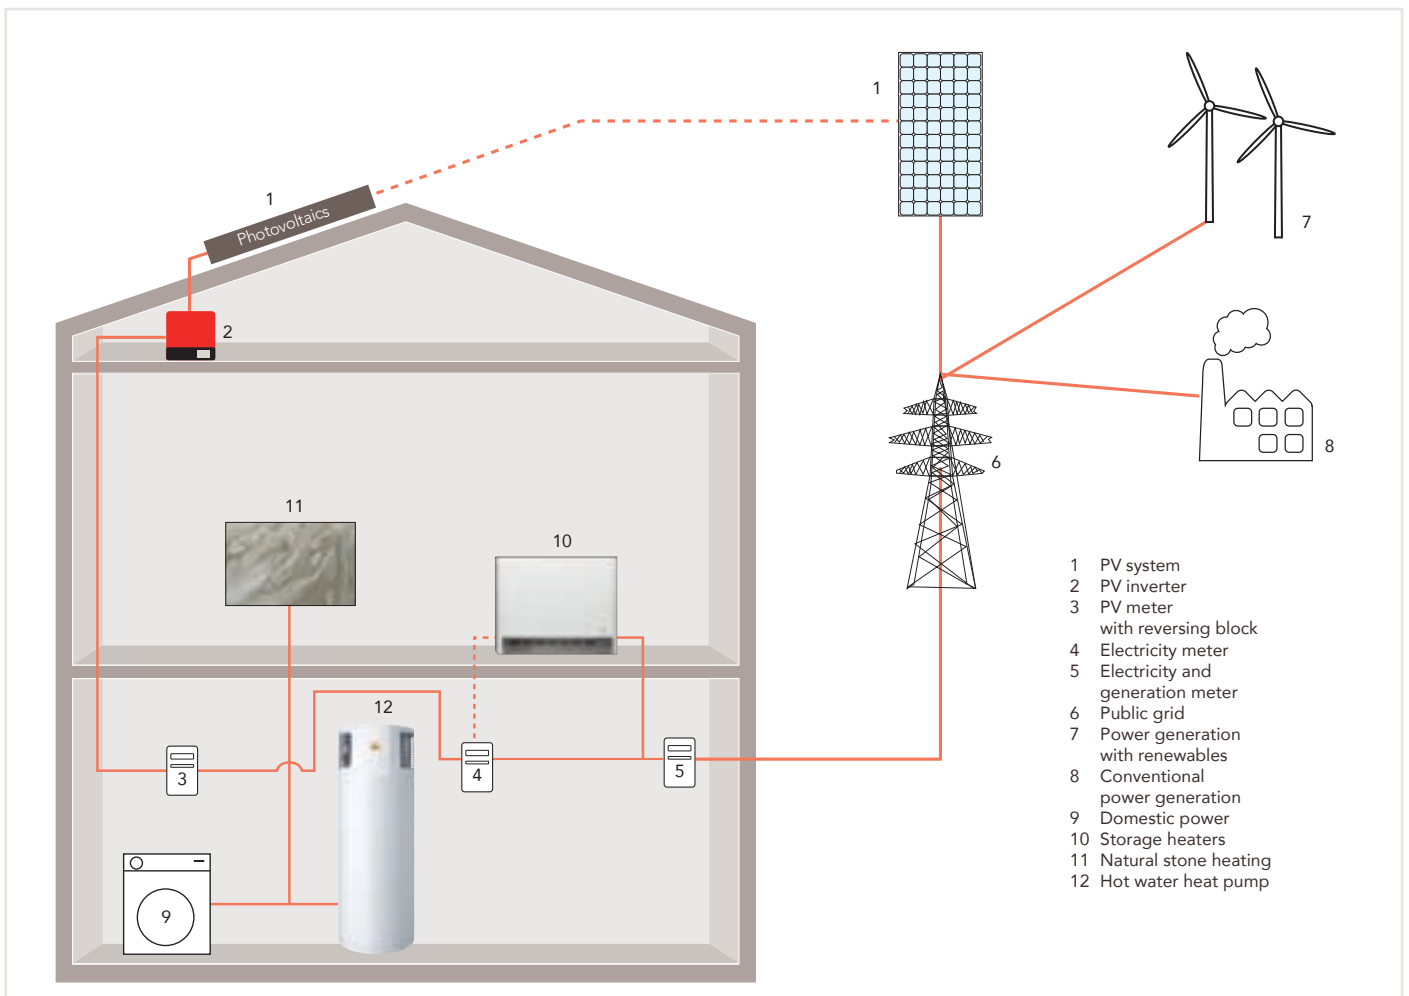 1
1
Photovoltaics
7
2
8
6
11
10
12
3
4
5
9
1 PV system
2 PV inverter
3 PV meter
with reversing block
4 Electricity meter
5 Electricity and
generation meter
6 Public grid
7 Power generation
with renewables
8 Conventional
power generation
9 Domestic power
10 Storage heaters
11 Natural stone heating
12 Hot water heat pump